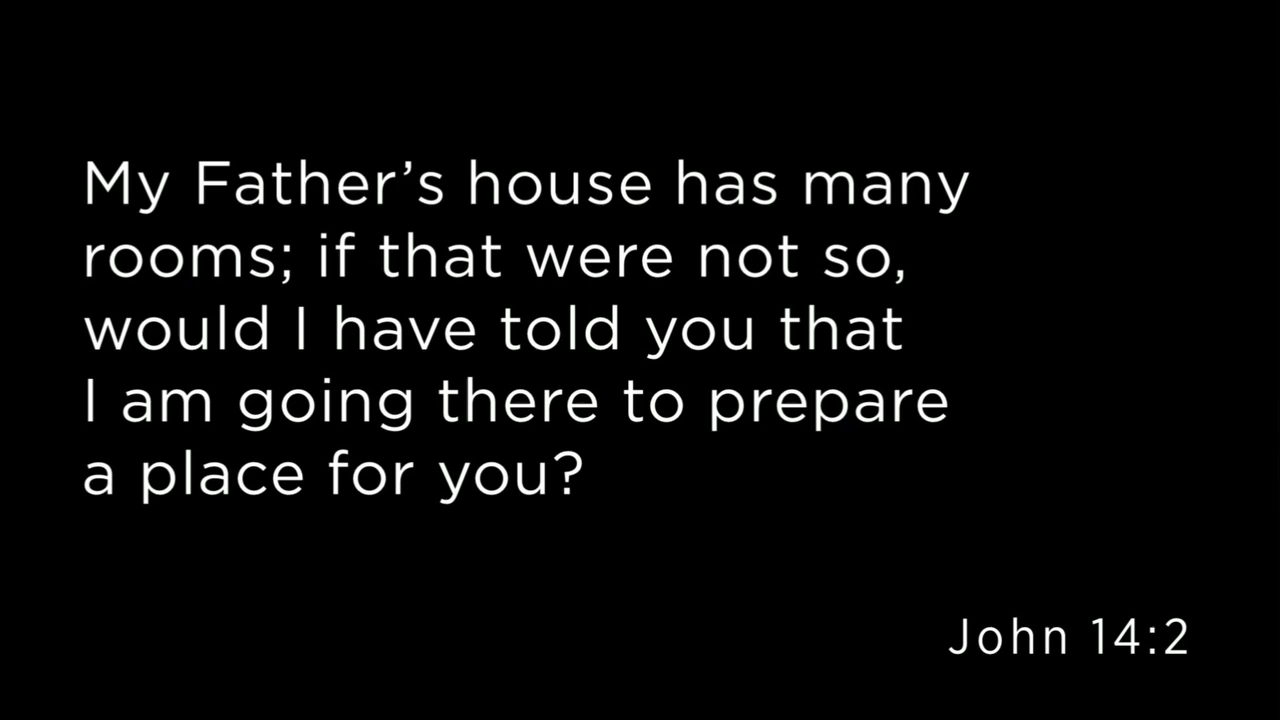 My Father’s house has many
rooms; if that were not so,
would I have told you that
I am going there to prepare
a place for you?
John 14:2